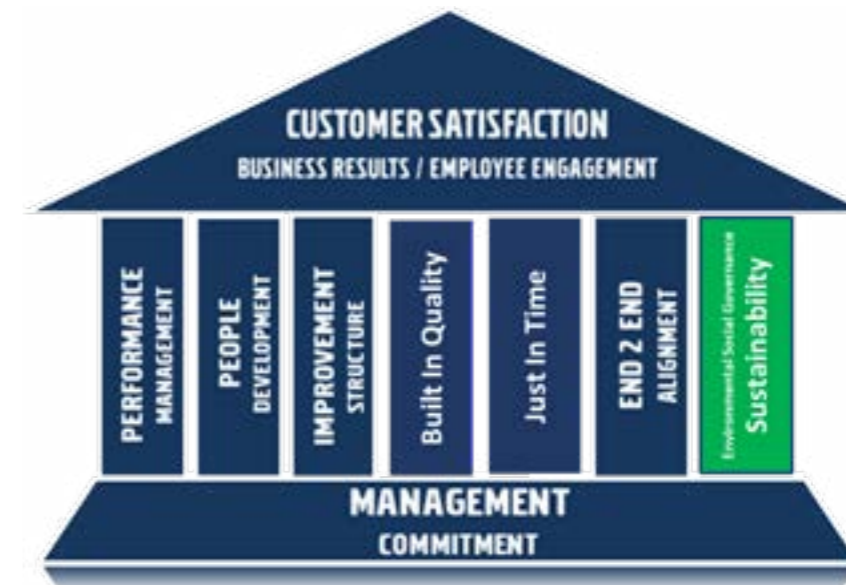 CUSTOMER SATISFACTION
BUSINESS RESULTS / EMPLOYEE ENGAGEMENT
PERFORMANCE
MANAGEMENT
PEOPLE
DEVELOPMENT
IMPROVEMENT
STRUCTURE
Built In Quality
Just In Time
END 2 END
ALIGNMENT
Environmental Social Governance
Sustainability
MANAGEMENT
COMMITMENT